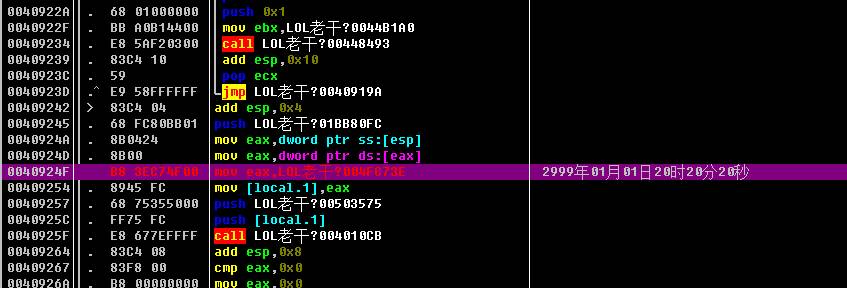 0040922A . 68 01000000 push 0x1
0040922F . BB A0B14400 mov ebx,LOL老干?0044B1A0
00409234 . E8 5AF20300 call LOL老干?00448493
00409239 . 83C4 10 add esp,0x10
0040923C . 59 pop ecx
0040923D .^ E9 58FFFFFF jmp LOL老干?0040919A
00409242 > 83C4 04 add esp,0x4
00409245 . 68 FC80BB01 push LOL老干?01BB80FC
0040924A . 8B0424 mov eax,dword ptr ss:[esp]
0040924D . 8B00 mov eax,dword ptr ds:[eax]
0040924F . B8 3EC74F00 mov eax,LOL老干?004FC73E 2999年01月01日20时20分20秒
00409254 . 8945 FC mov [local.1],eax
00409257 . 68 75355000 push LOL老干?00503575
0040925C . FF75 FC push [local.1]
0040925F . E8 677EFFFF call LOL老干?004010CB
00409264 . 83C4 08 add esp,0x8
00409267 . 83F8 00 cmp eax,0x0
0040926A . B8 00000000 mov eax,0x0